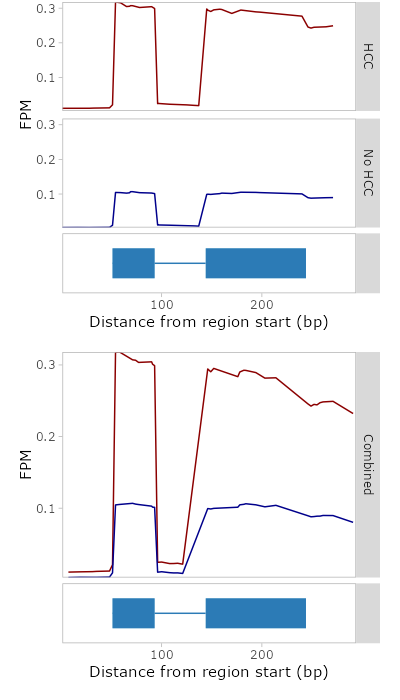 0.3
0.2
0.1
HCC
FPM
0.3
0.2
0.1
No HCC
100 200
Distance from region start (bp)
0.3
0.2
0.1
FPM
Combined
100 200
Distance from region start (bp)